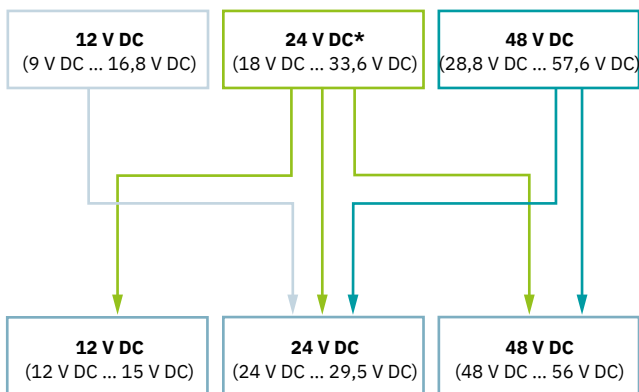 12 V DC
(9 V DC ... 16,8 V DC)
24 V DC*
(18 V DC ... 33,6 V DC)
48 V DC
(28,8 V DC ... 57,6 V DC)
12 V DC
(12 V DC ... 15 V DC)
24 V DC
(24 V DC ... 29,5 V DC)
48 V DC
(48 V DC ... 56 V DC)